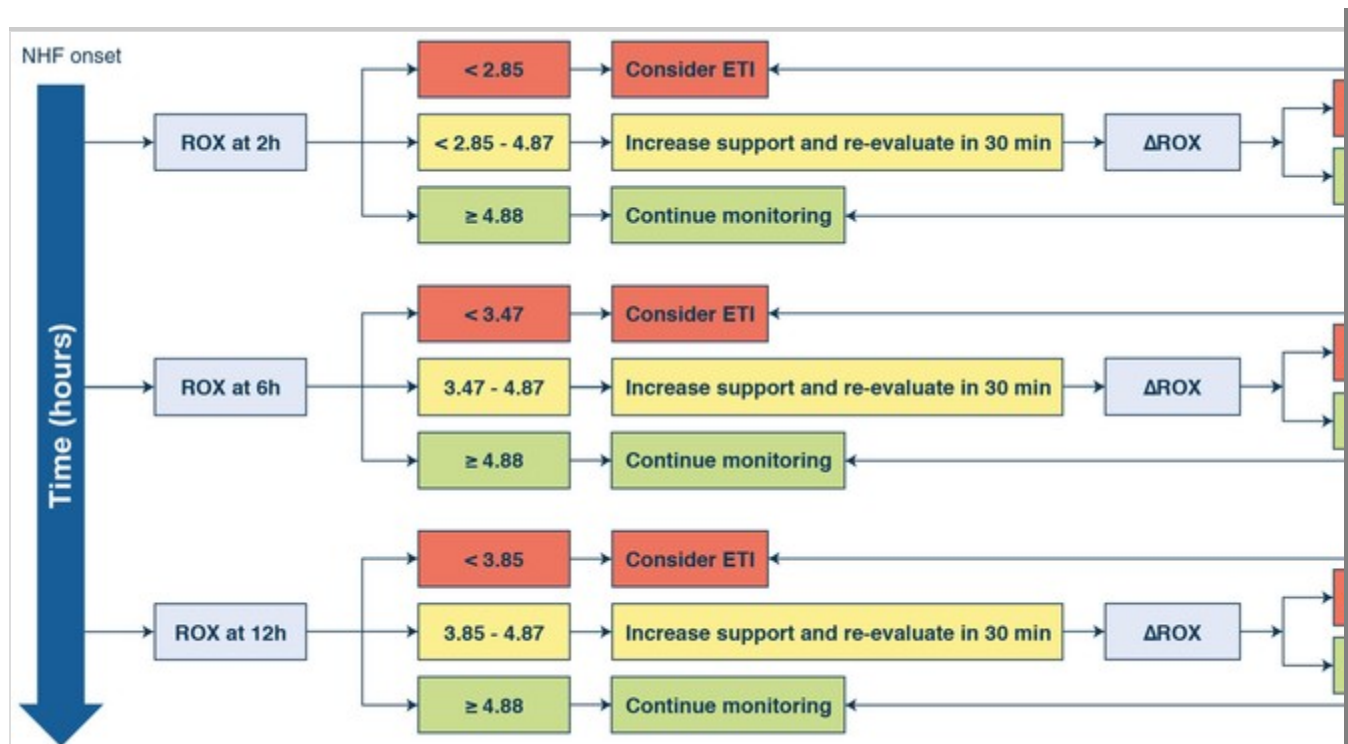 NHF onset
Time (hours)
ROX at 2h
< 2.85
Consider ETI
< 2.85 - 4.87
Increase support and re-evaluate in 30 min
ΔROX
≥ 4.88
Continue monitoring
ROX at 6h
< 3.47
Consider ETI
3.47 - 4.87
Increase support and re-evaluate in 30 min
ΔROX
≥ 4.88
Continue monitoring
ROX at 12h
< 3.85
Consider ETI
3.85 - 4.87
Increase support and re-evaluate in 30 min
ΔROX
≥ 4.88
Continue monitoring